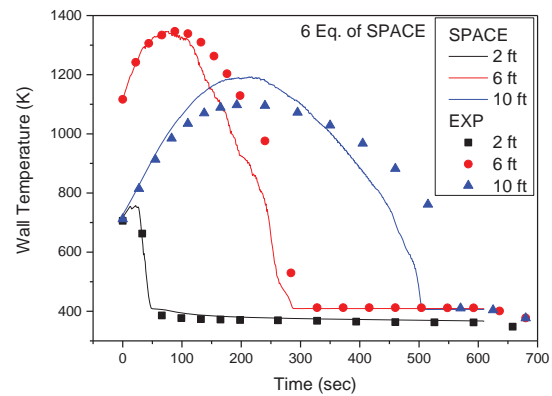 6 Eq. of SPACE
SPACE
2 ft
6 ft
10 ft
EXP
2 ft
6 ft
10 ft
Wall Temperature (K)
1400
1200
1000
800
600
400
-100
0
100
200
300
400
500
600
700
Time (sec)